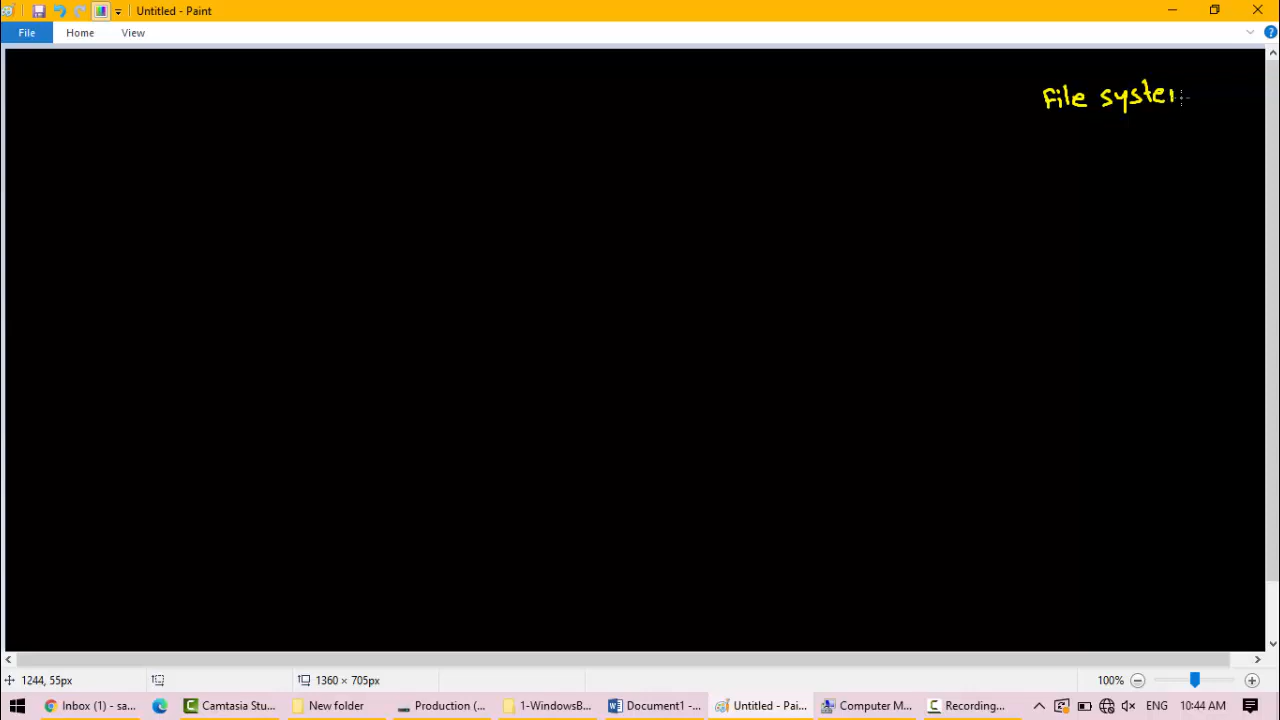 Untitled - Paint
File Home View
File system
1244, 55px 1360 × 705px 100%
Inbox (1) - sa... Camtasia Stu... New folder Production (... 1-WindowsB... Document1 -... Untitled - Pai... Computer M... Recording... ENG 10:44 AM